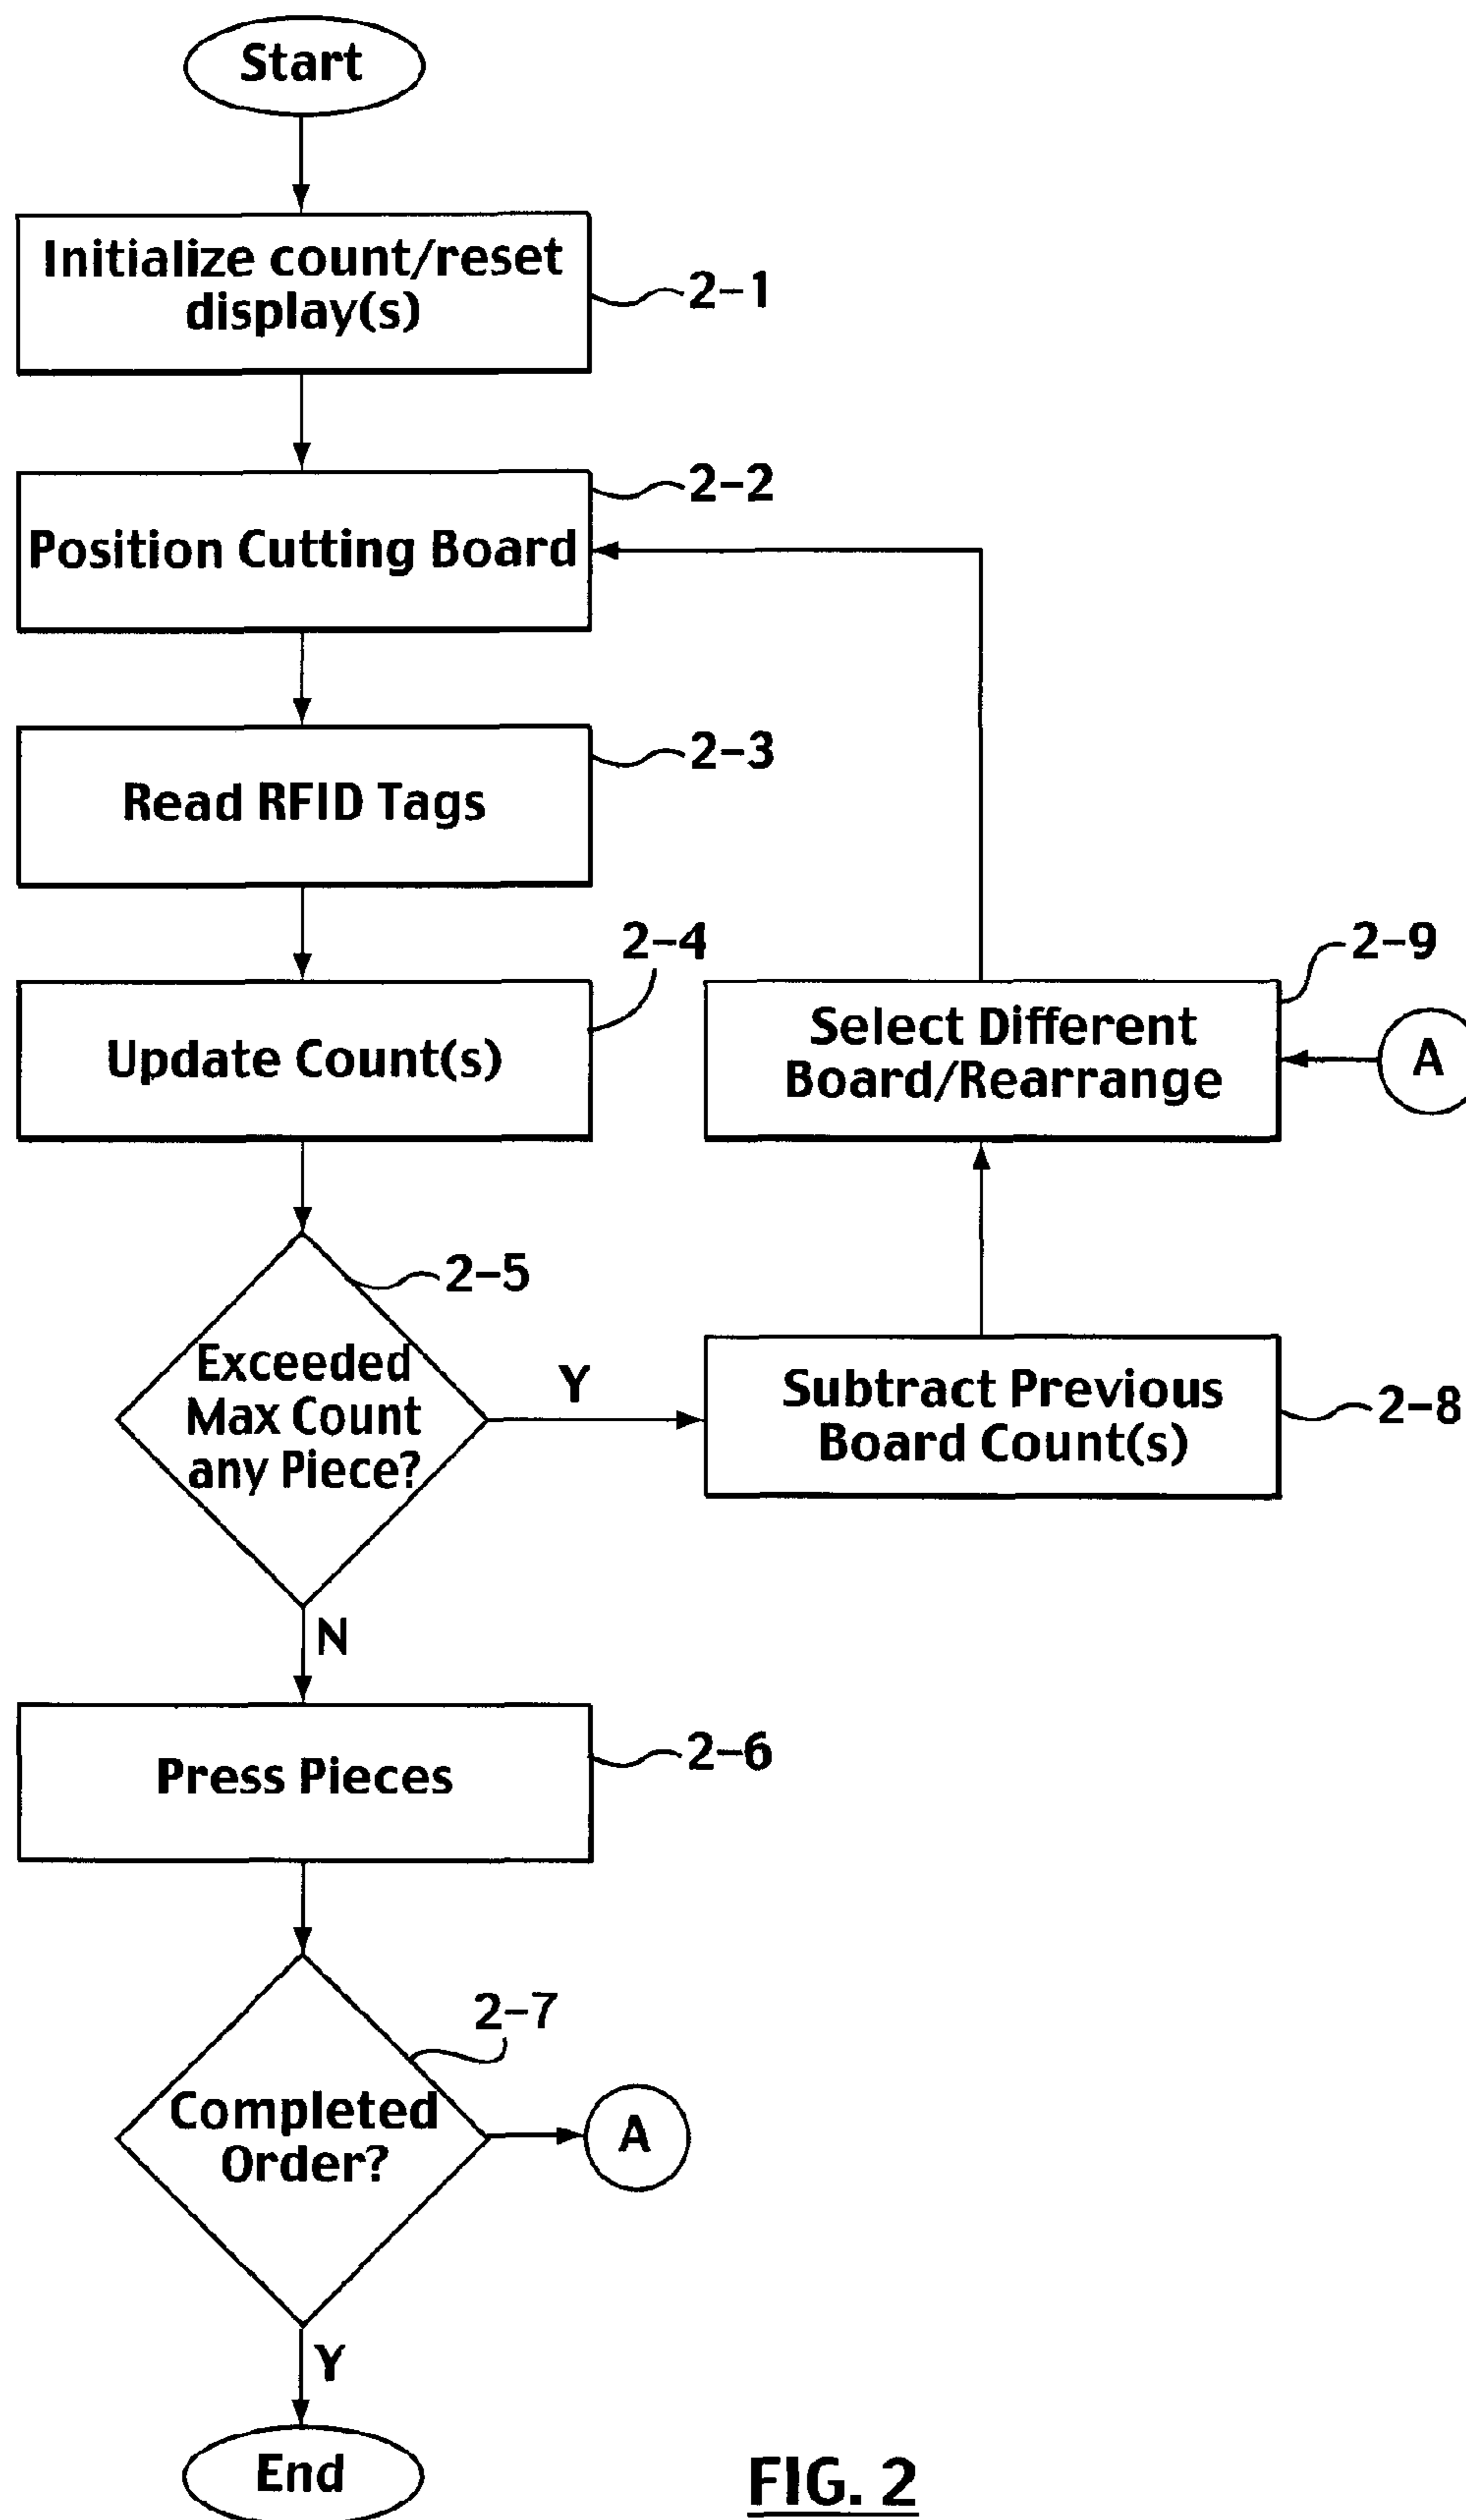 Start
Initialize count/reset
display(s)
2-1
2-2
Position Cutting Board
2-3
Read RFID Tags
2-4
Update Count(s)
2-9
Select Different
Board/Rearrange
A
2-5
Exceeded
Max Count
any Piece?
Y
Subtract Previous
Board Count(s)
2-8
N
Press Pieces
2-6
2-7
Completed
Order?
A
Y
End
FIG. 2